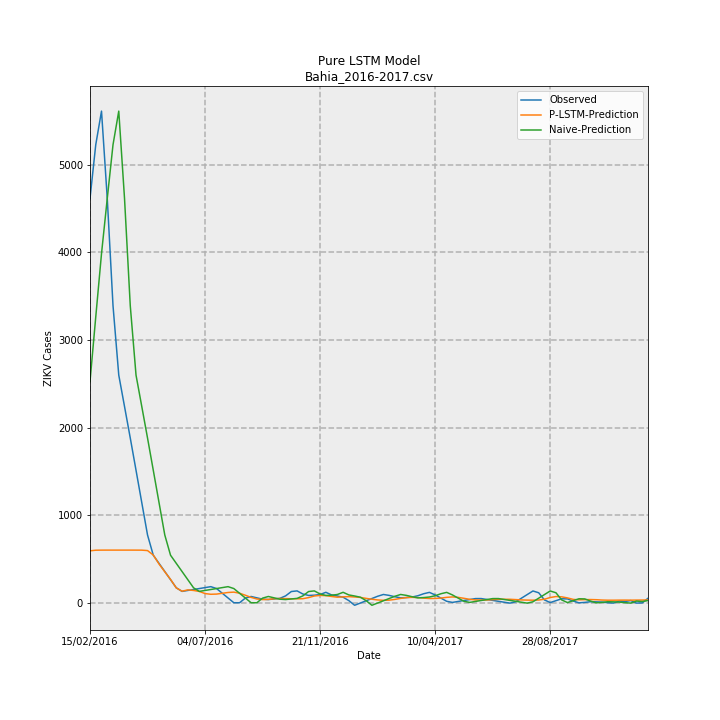 Pure LSTM Model
Bahia_2016-2017.csv
Observed
P-LSTM-Prediction
Naive-Prediction
5000
4000
3000
2000
1000
0
ZIKV Cases
15/02/2016
04/07/2016
21/11/2016
10/04/2017
28/08/2017
Date